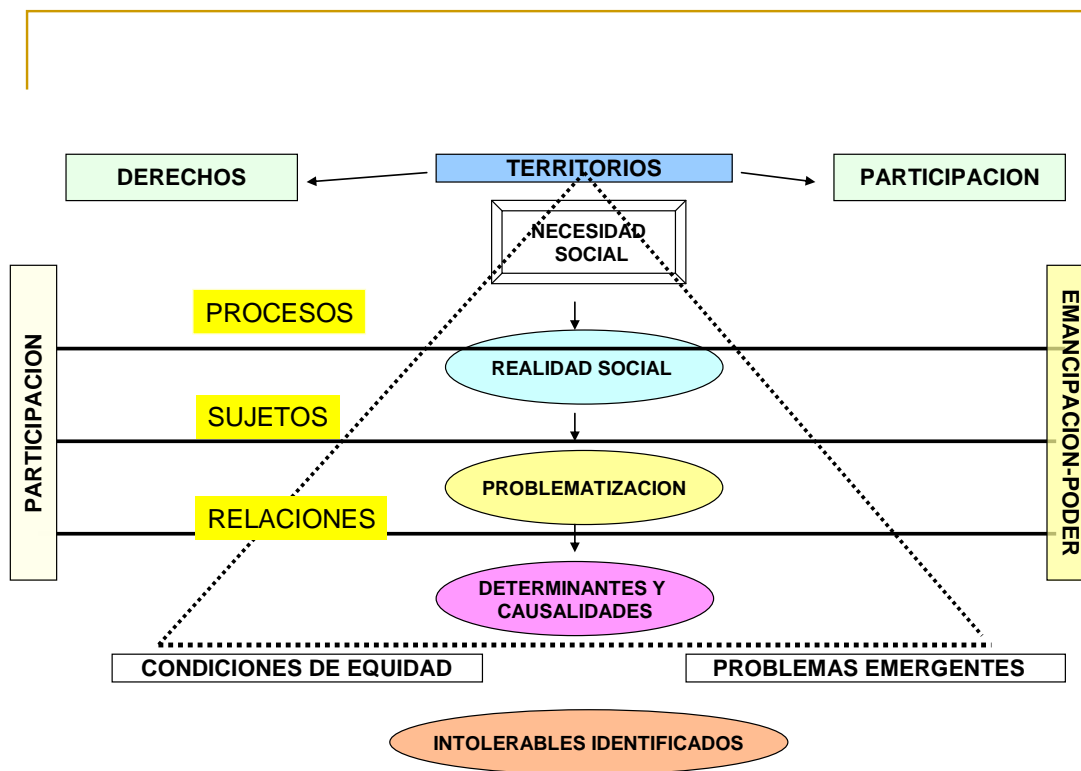 DERECHOS
TERRITORIOS
PARTICIPACION
NECESIDAD
SOCIAL
PARTICIPACION
EMANCIPACION-PODER
PROCESOS
REALIDAD SOCIAL
SUJETOS
PROBLEMATIZACION
RELACIONES
DETERMINANTES Y
CAUSALIDADES
CONDICIONES DE EQUIDAD
PROBLEMAS EMERGENTES
INTOLERABLES IDENTIFICADOS